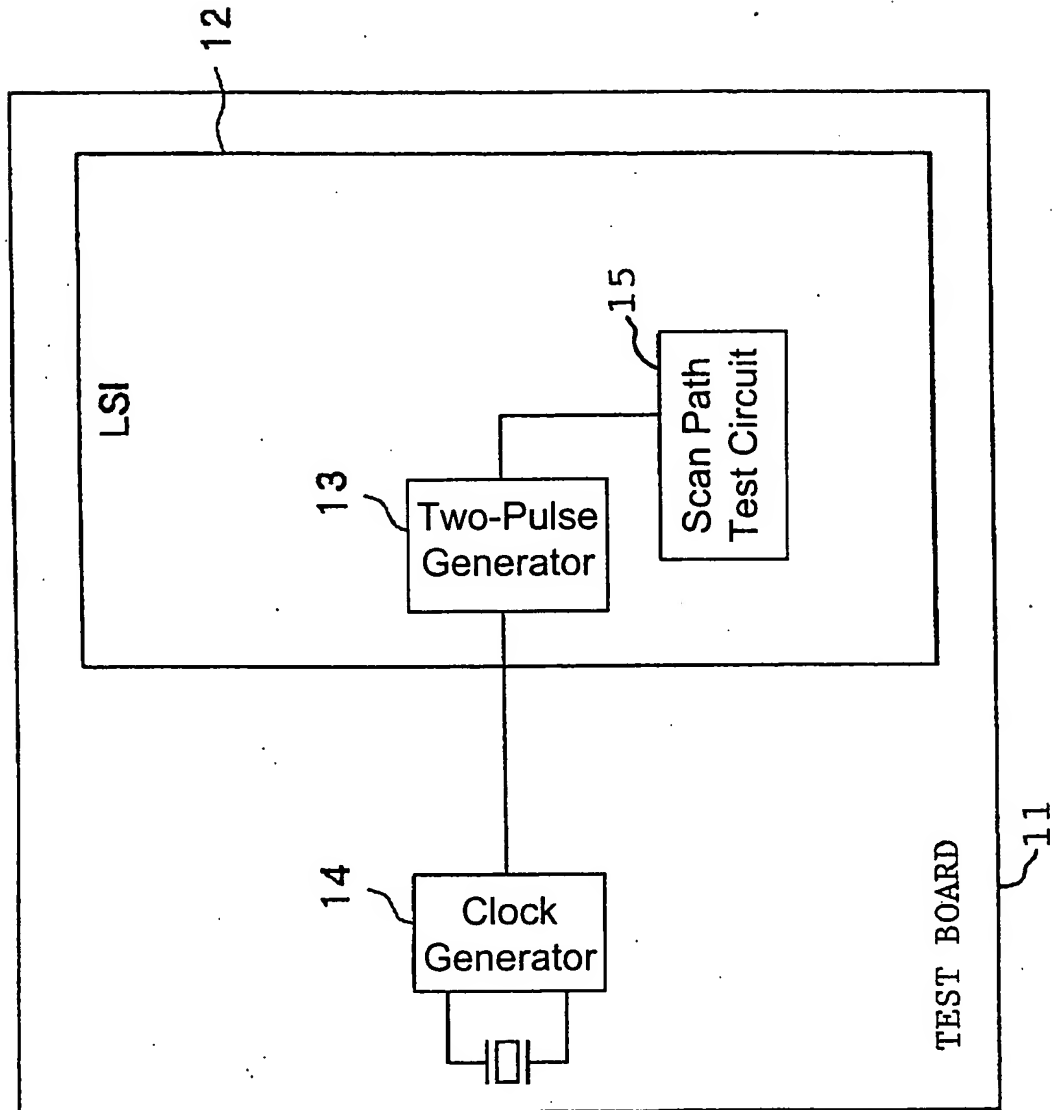 12
LSI
15
Scan Path
Test Circuit
13
Two-Pulse
Generator
14
Clock
Generator
TEST BOARD
11